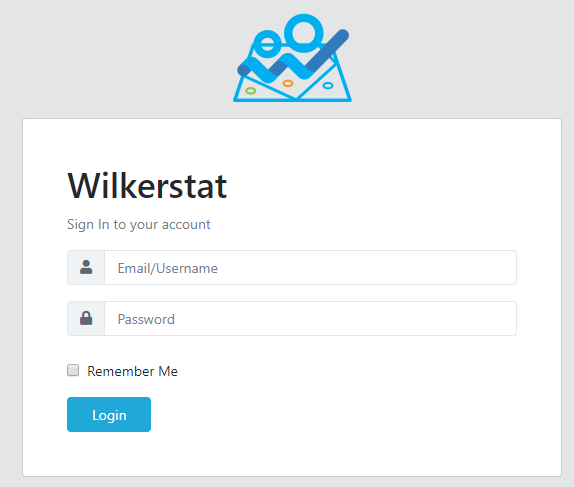 Wilkerstat
Sign In to your account
Email/Username
Password
Remember Me
Login